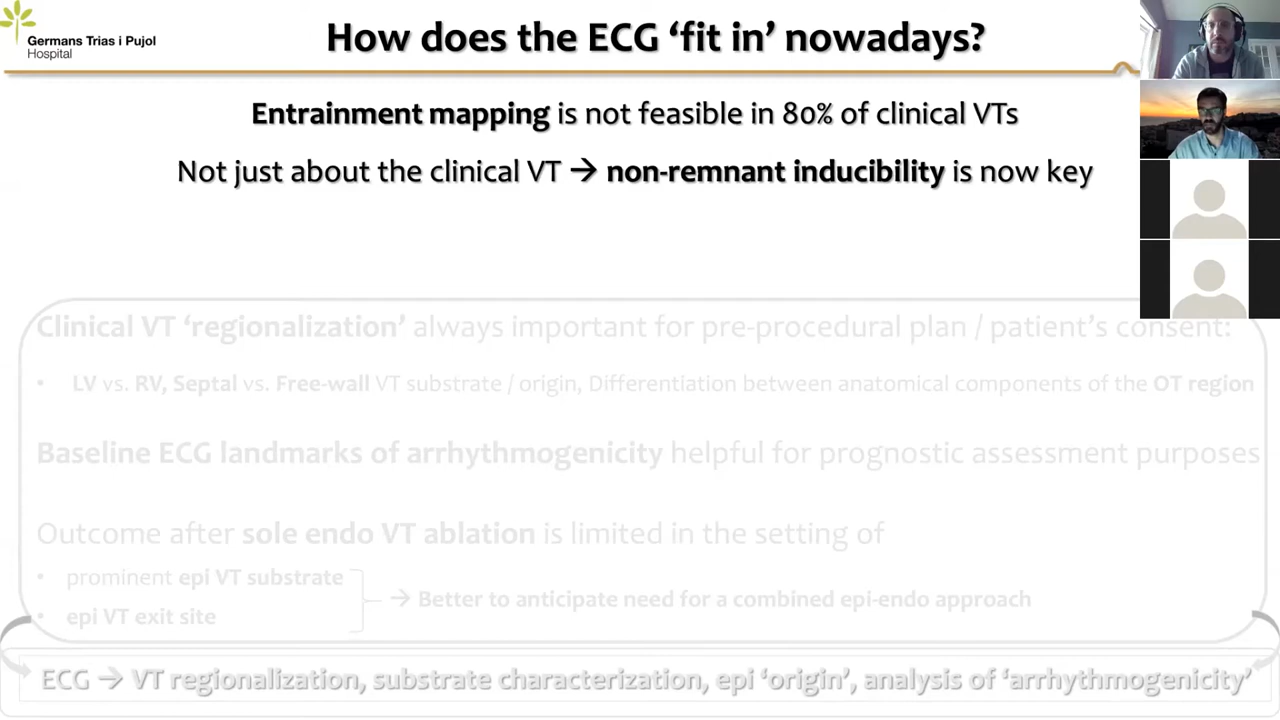 Germans Trias i Pujol
Hospital
How does the ECG ‘fit in’ nowadays?
Entrainment mapping is not feasible in 80% of clinical VTs
Not just about the clinical VT → non-remnant inducibility is now key
Clinical VT ‘regionalization’ always important for pre-procedural plan / patient’s consent:
• LV vs. RV, Septal vs. Free-wall VT substrate / origin, Differentiation between anatomical components of the OT region
Baseline ECG landmarks of arrhythmogenicity helpful for prognostic assessment purposes
Outcome after sole endo VT ablation is limited in the setting of
• prominent epi VT substrate
• epi VT exit site
→ Better to anticipate need for a combined epi-endo approach
ECG → VT regionalization, substrate characterization, epi ‘origin’, analysis of ‘arrhythmogenicity’